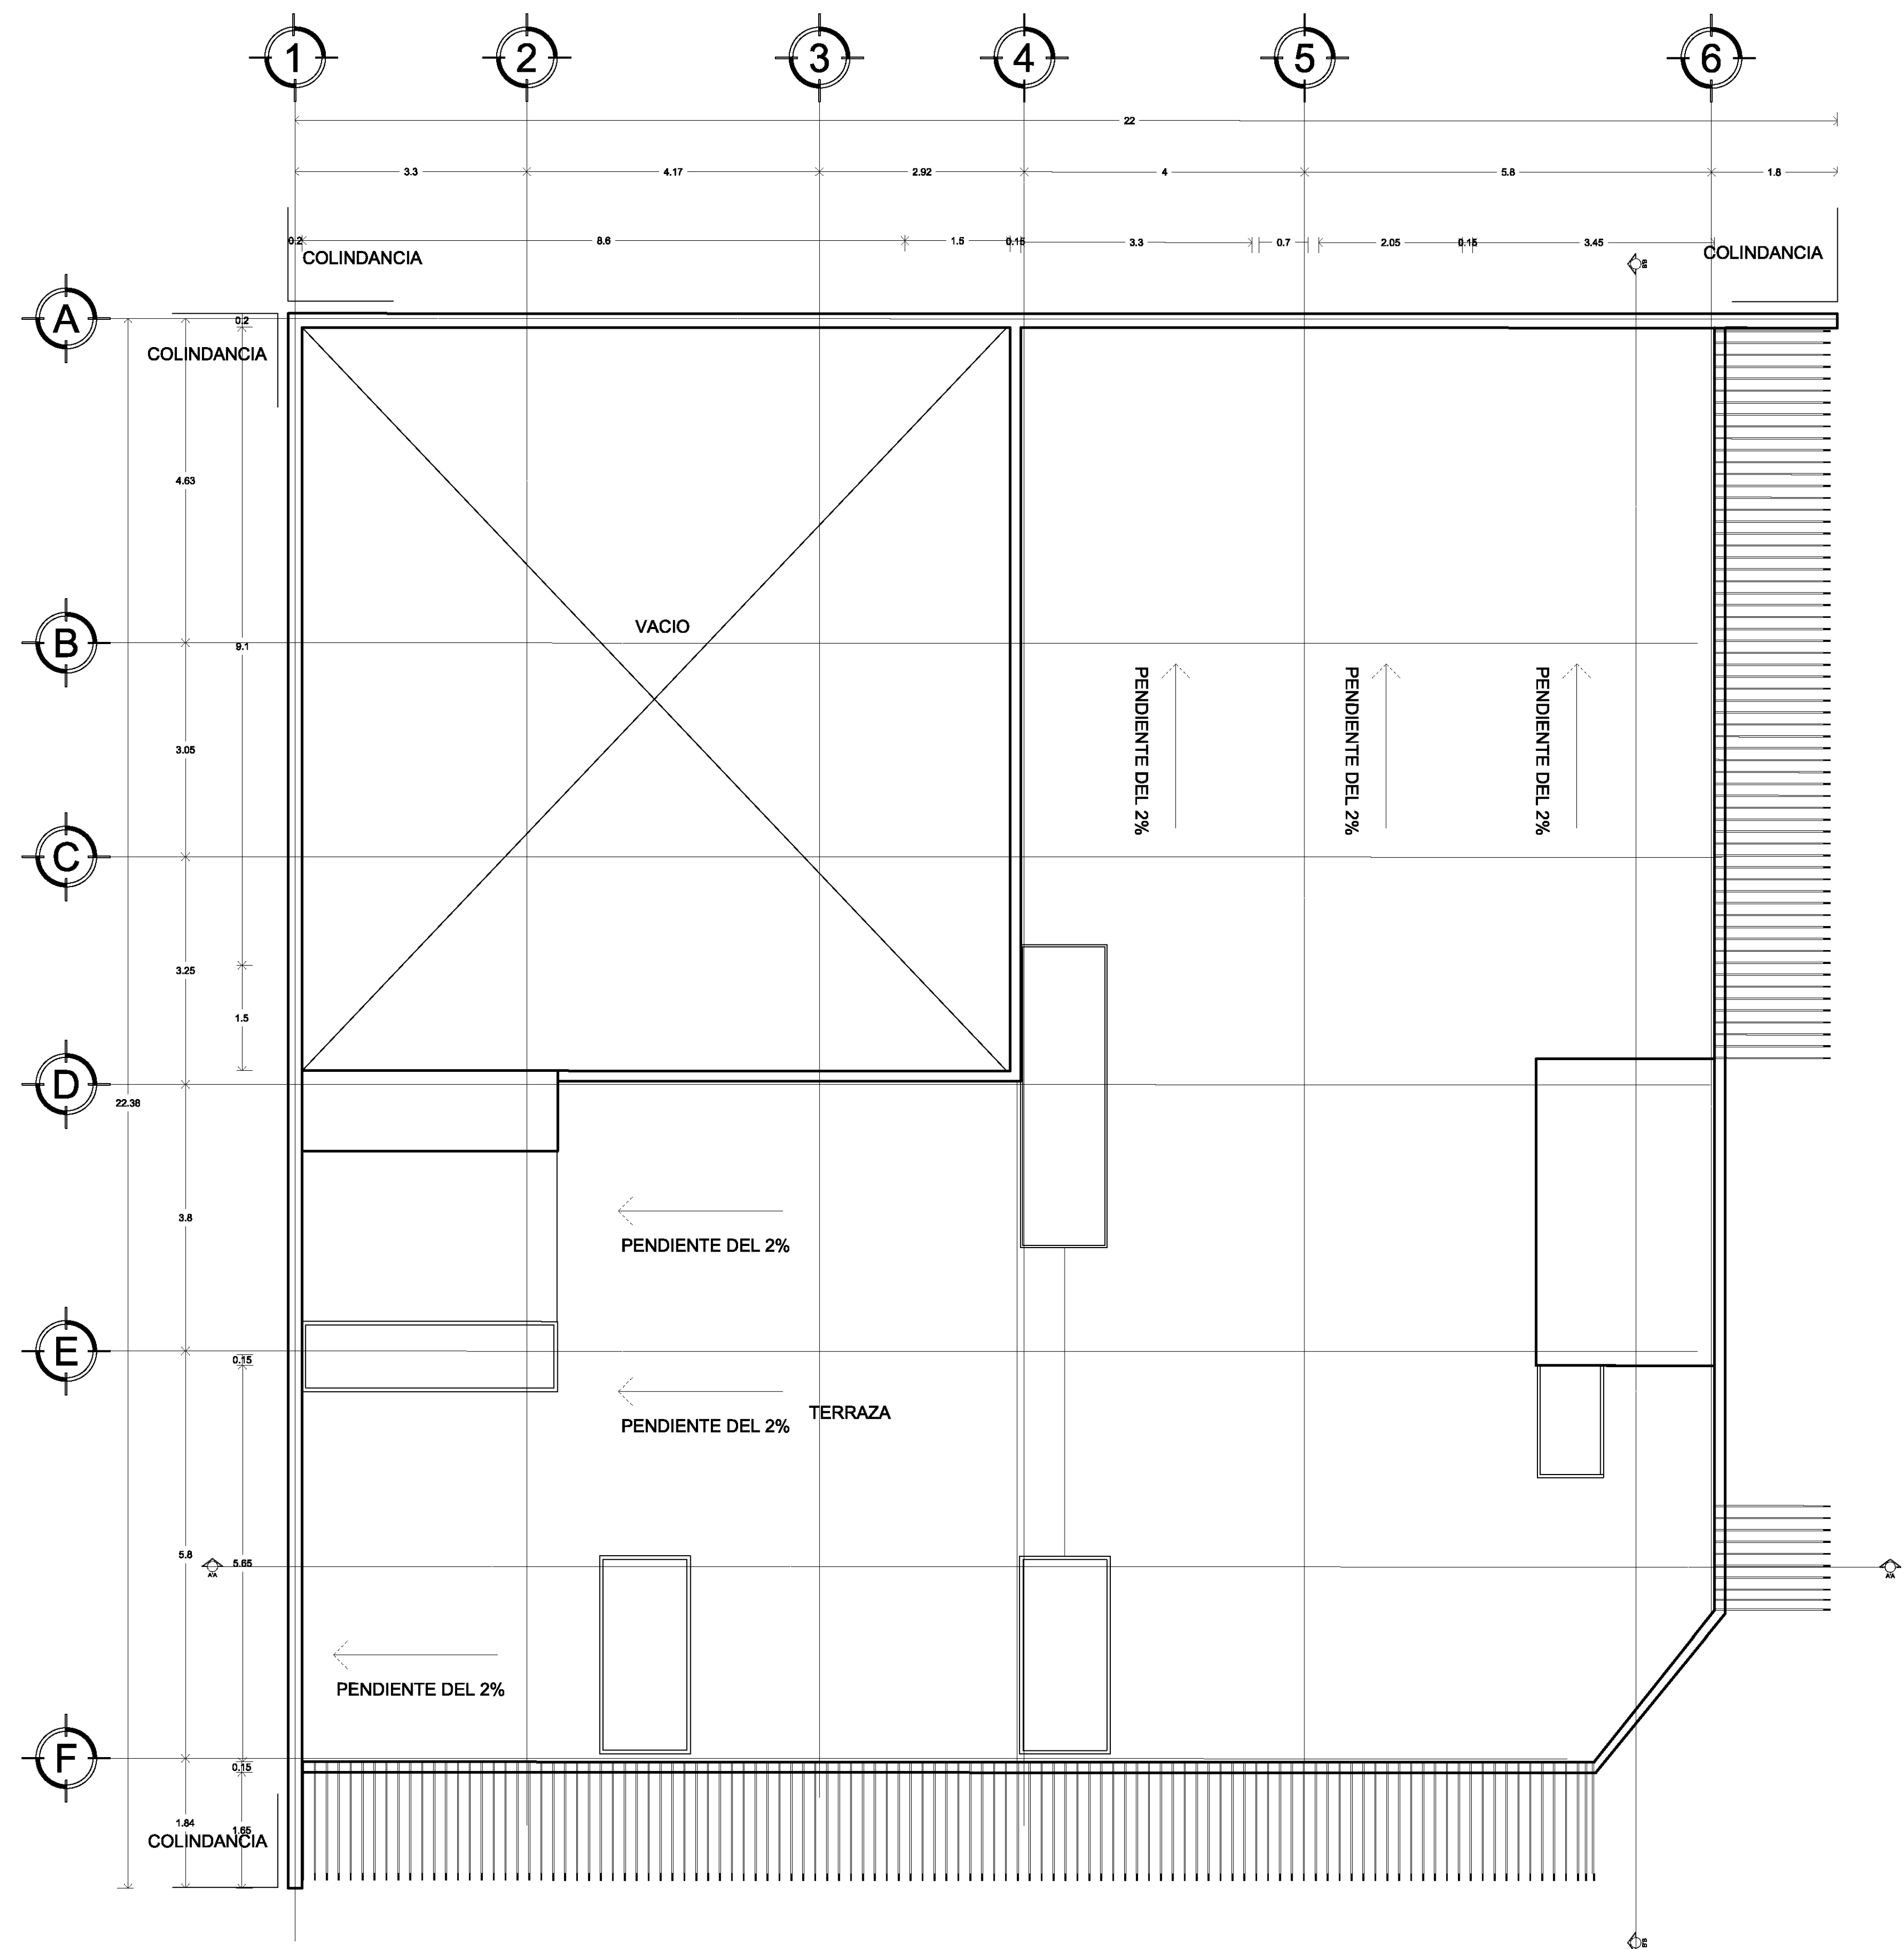 1 2 3 4 5 6
22
3.3 4.17 2.92 4 5.8 1.8
0.2 8.6 1.5 0.15 3.3 0.7 2.05 0.15 3.45
COLINDANCIA COLINDANCIA
B'B
A
0.2
COLINDANCIA
4.63
VACIO
B
9.1
PENDIENTE DEL 2% PENDIENTE DEL 2% PENDIENTE DEL 2%
3.05
C
3.25
1.5
D
22.38
3.8
PENDIENTE DEL 2%
E
0.15
TERRAZA
PENDIENTE DEL 2%
5.8 5.65
A'A A'A
PENDIENTE DEL 2%
F
0.15
1.84 1.65
COLINDANCIA
B'B